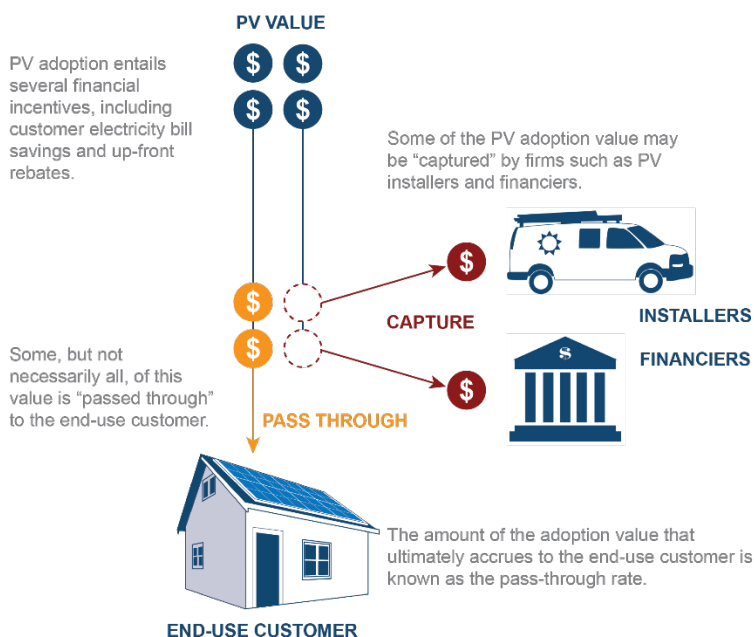 PV VALUE
$ $
$ $
PV adoption entails
several financial
incentives, including
customer electricity bill
savings and up-front
rebates.
Some of the PV adoption value may
be “captured” by firms such as PV
installers and financiers.
$
$
INSTALLERS
CAPTURE
$
$
$
FINANCIERS
Some, but not
necessarily all, of this
value is “passed through”
to the end-use customer.
PASS THROUGH
The amount of the adoption value that
ultimately accrues to the end-use customer is
known as the pass-through rate.
END-USE CUSTOMER